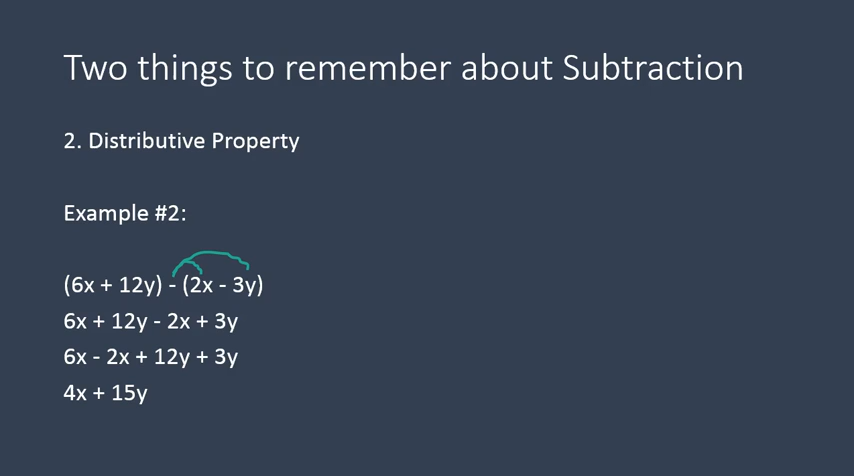 Two things to remember about Subtraction
2. Distributive Property
Example #2:
(6x + 12y) - (2x - 3y)
6x + 12y - 2x + 3y
6x - 2x + 12y + 3y
4x + 15y